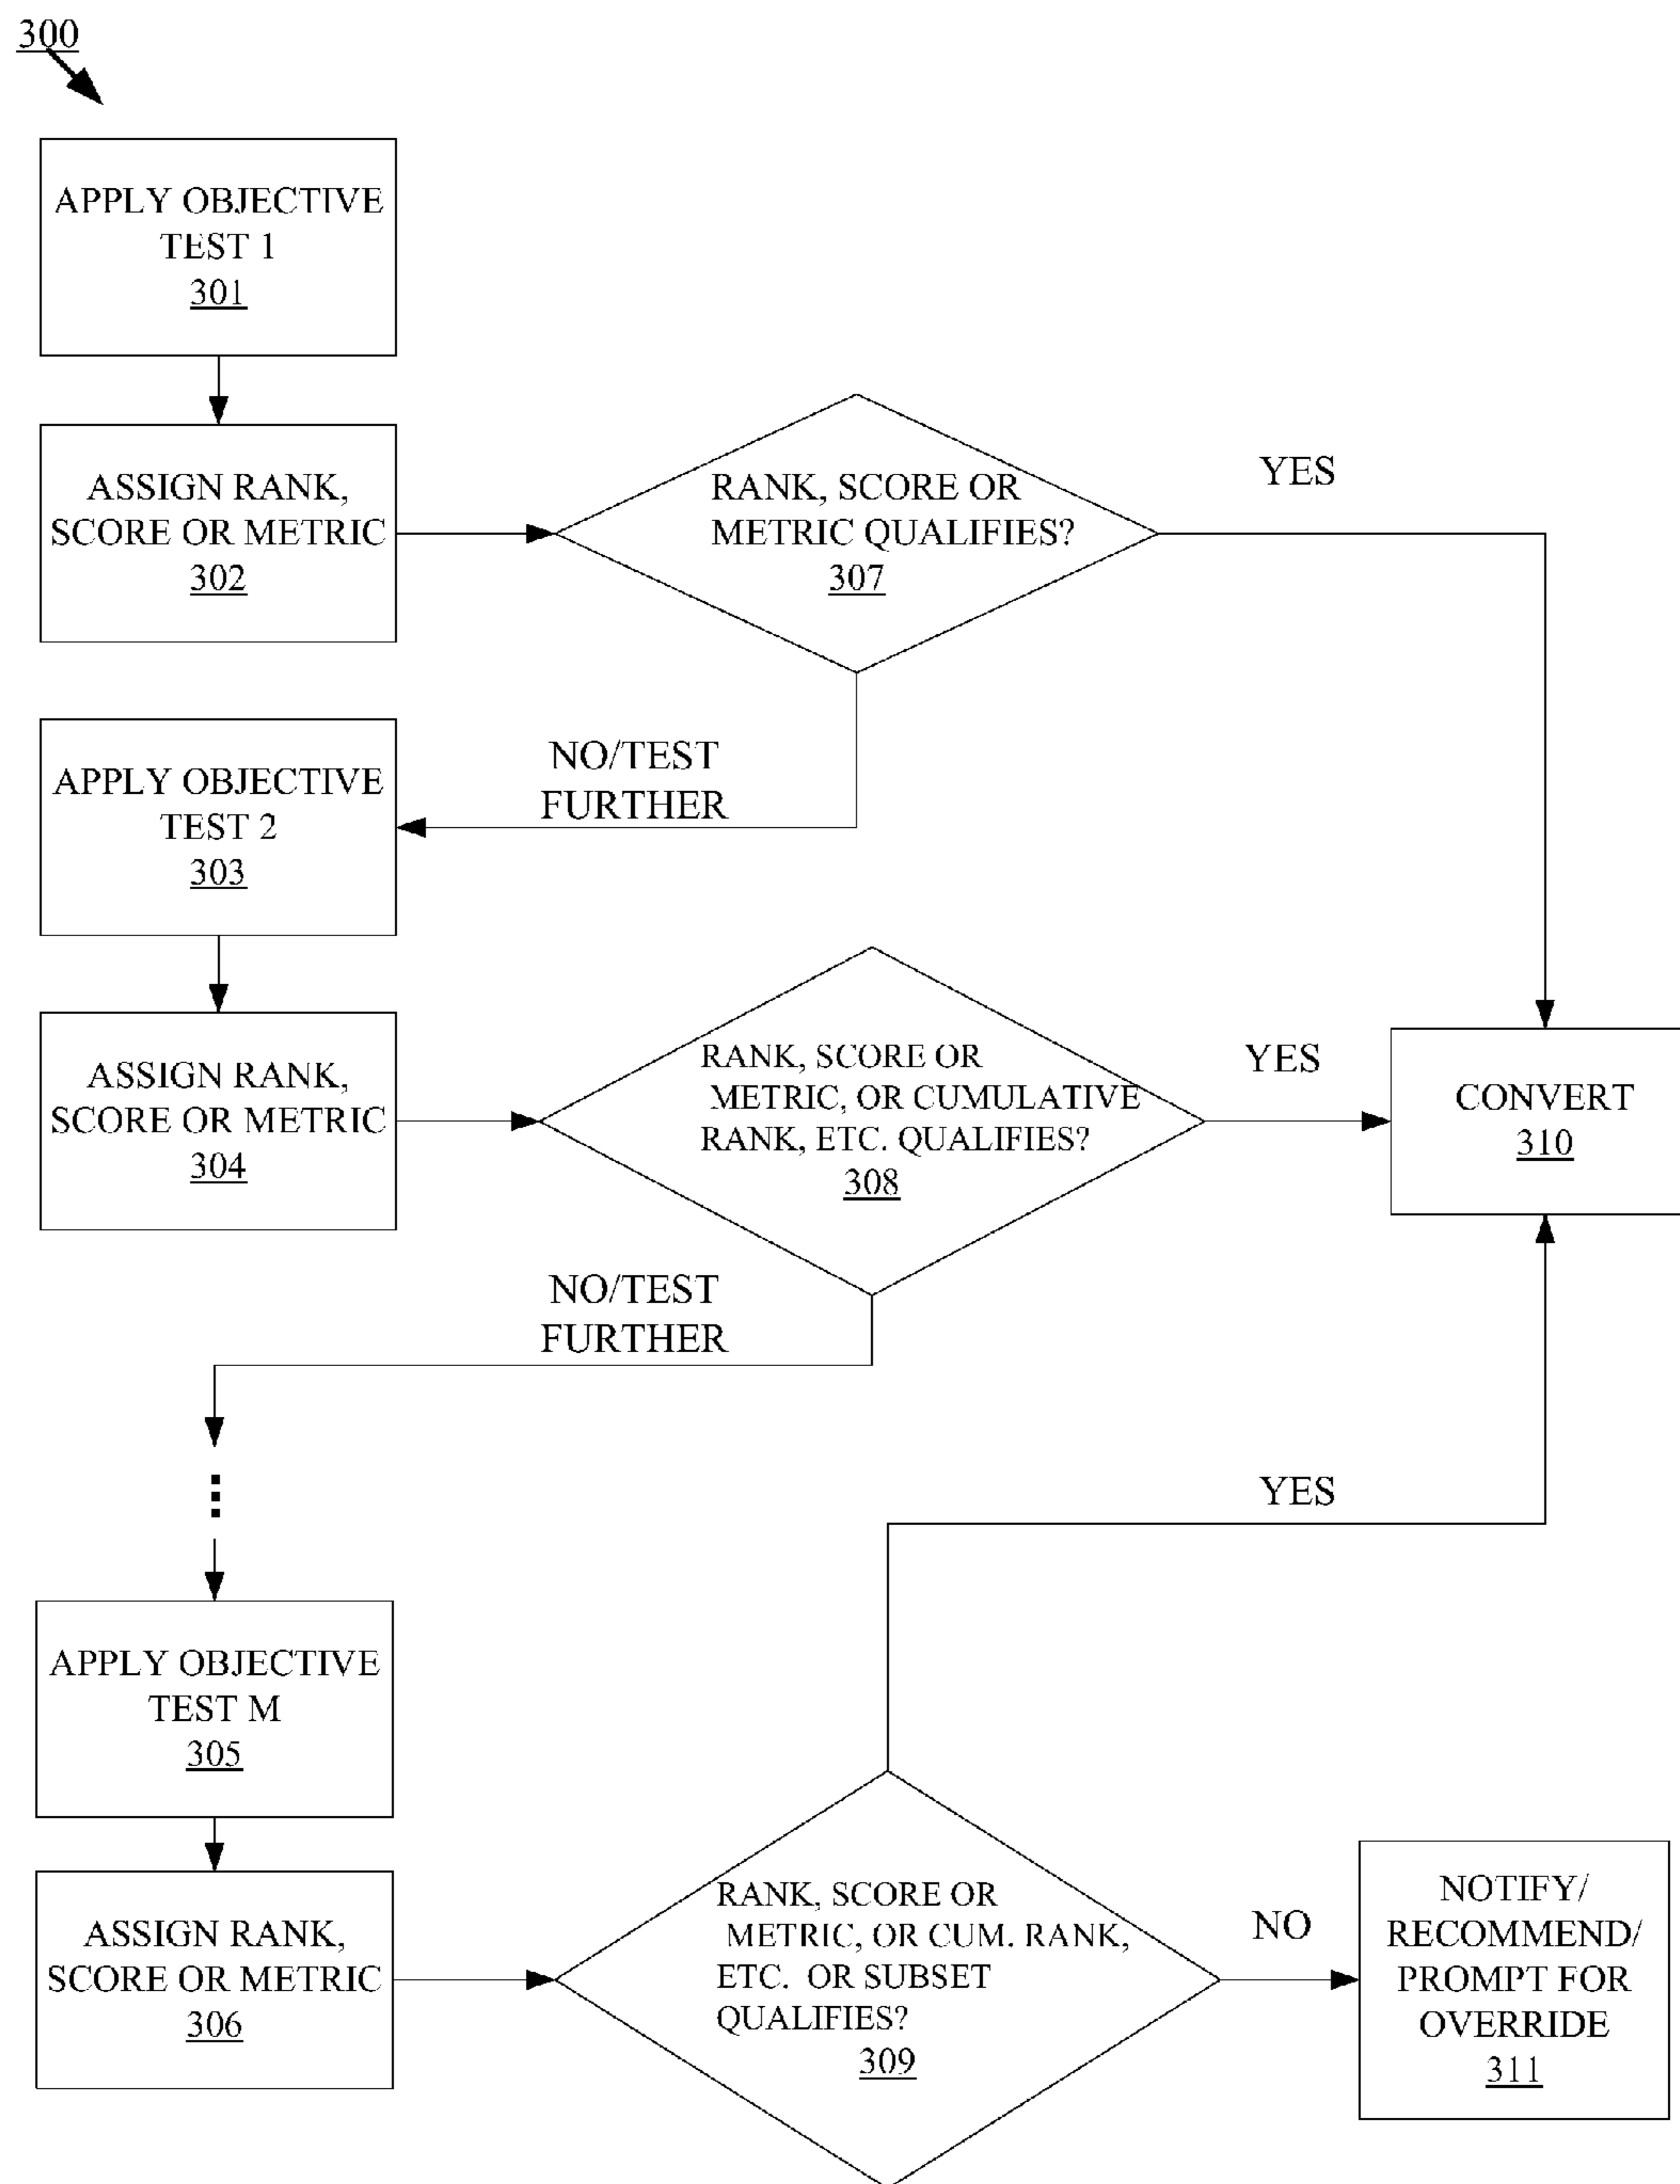 300
APPLY OBJECTIVE
TEST 1
301
ASSIGN RANK,
SCORE OR METRIC
302
RANK, SCORE OR
METRIC QUALIFIES?
307
YES
NO/TEST
FURTHER
APPLY OBJECTIVE
TEST 2
303
ASSIGN RANK,
SCORE OR METRIC
304
RANK, SCORE OR
METRIC, OR CUMULATIVE
RANK, ETC. QUALIFIES?
308
YES
CONVERT
310
NO/TEST
FURTHER
YES
APPLY OBJECTIVE
TEST M
305
ASSIGN RANK,
SCORE OR METRIC
306
RANK, SCORE OR
METRIC, OR CUM. RANK,
ETC. OR SUBSET
QUALIFIES?
309
NO
NOTIFY/
RECOMMEND/
PROMPT FOR
OVERRIDE
311